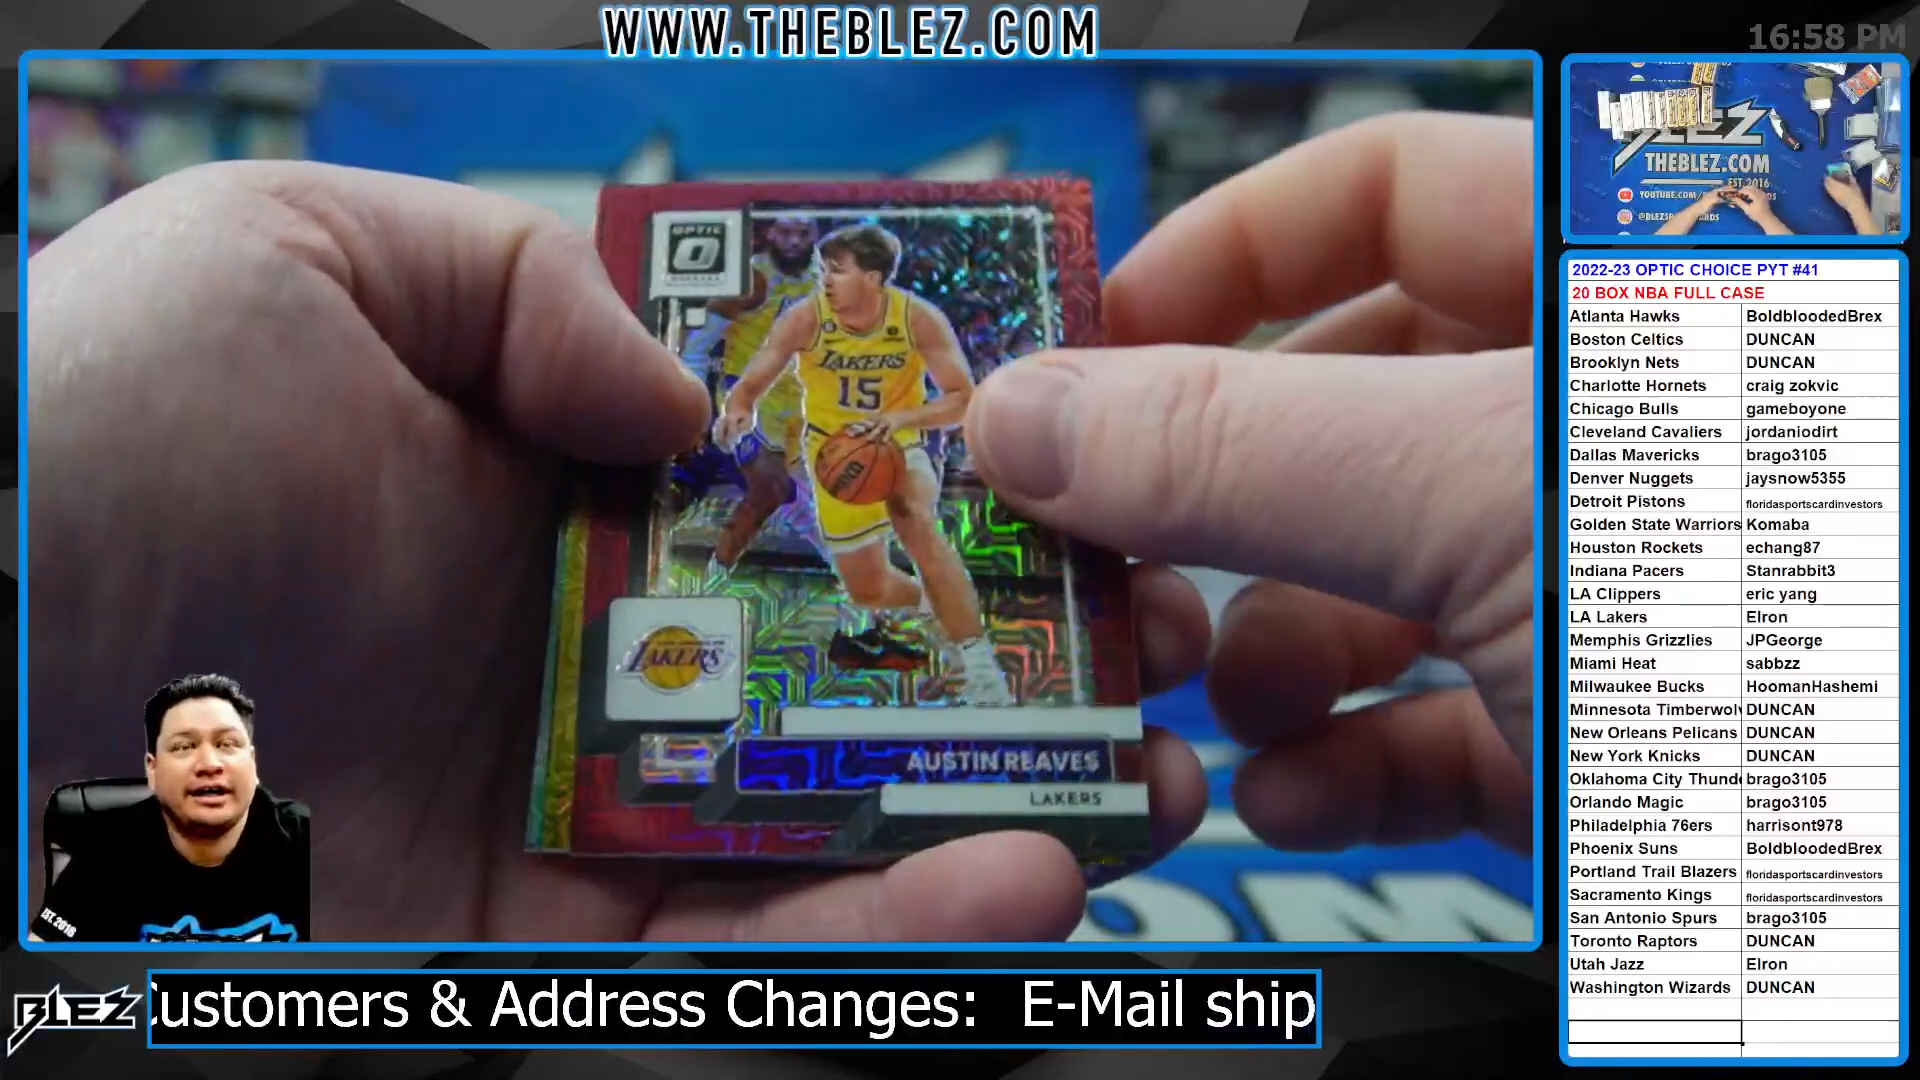 WWW.THEBLEZ.COM
16:58 PM
OPTIC
LAKERS
15
LAKERS
AUSTIN REAVES
LAKERS
EST. 2016
BLEZ
Customers & Address Changes: E-Mail ship
BLEZ
THEBLEZ.COM
EST 2016
2022-23 OPTIC CHOICE PYT #41
20 BOX NBA FULL CASE
Atlanta Hawks BoldbloodedBrex
Boston Celtics DUNCAN
Brooklyn Nets DUNCAN
Charlotte Hornets craig zokvic
Chicago Bulls gameboyone
Cleveland Cavaliers jordaniodirt
Dallas Mavericks brago3105
Denver Nuggets jaysnow5355
Detroit Pistons floridasportscardinvestors
Golden State Warriors Komaba
Houston Rockets echang87
Indiana Pacers Stanrabbit3
LA Clippers eric yang
LA Lakers Elron
Memphis Grizzlies JPGeorge
Miami Heat sabbzz
Milwaukee Bucks HoomanHashemi
Minnesota Timberwolv DUNCAN
New Orleans Pelicans DUNCAN
New York Knicks DUNCAN
Oklahoma City Thunde brago3105
Orlando Magic brago3105
Philadelphia 76ers harrisont978
Phoenix Suns BoldbloodedBrex
Portland Trail Blazers floridasportscardinvestors
Sacramento Kings floridasportscardinvestors
San Antonio Spurs brago3105
Toronto Raptors DUNCAN
Utah Jazz Elron
Washington Wizards DUNCAN